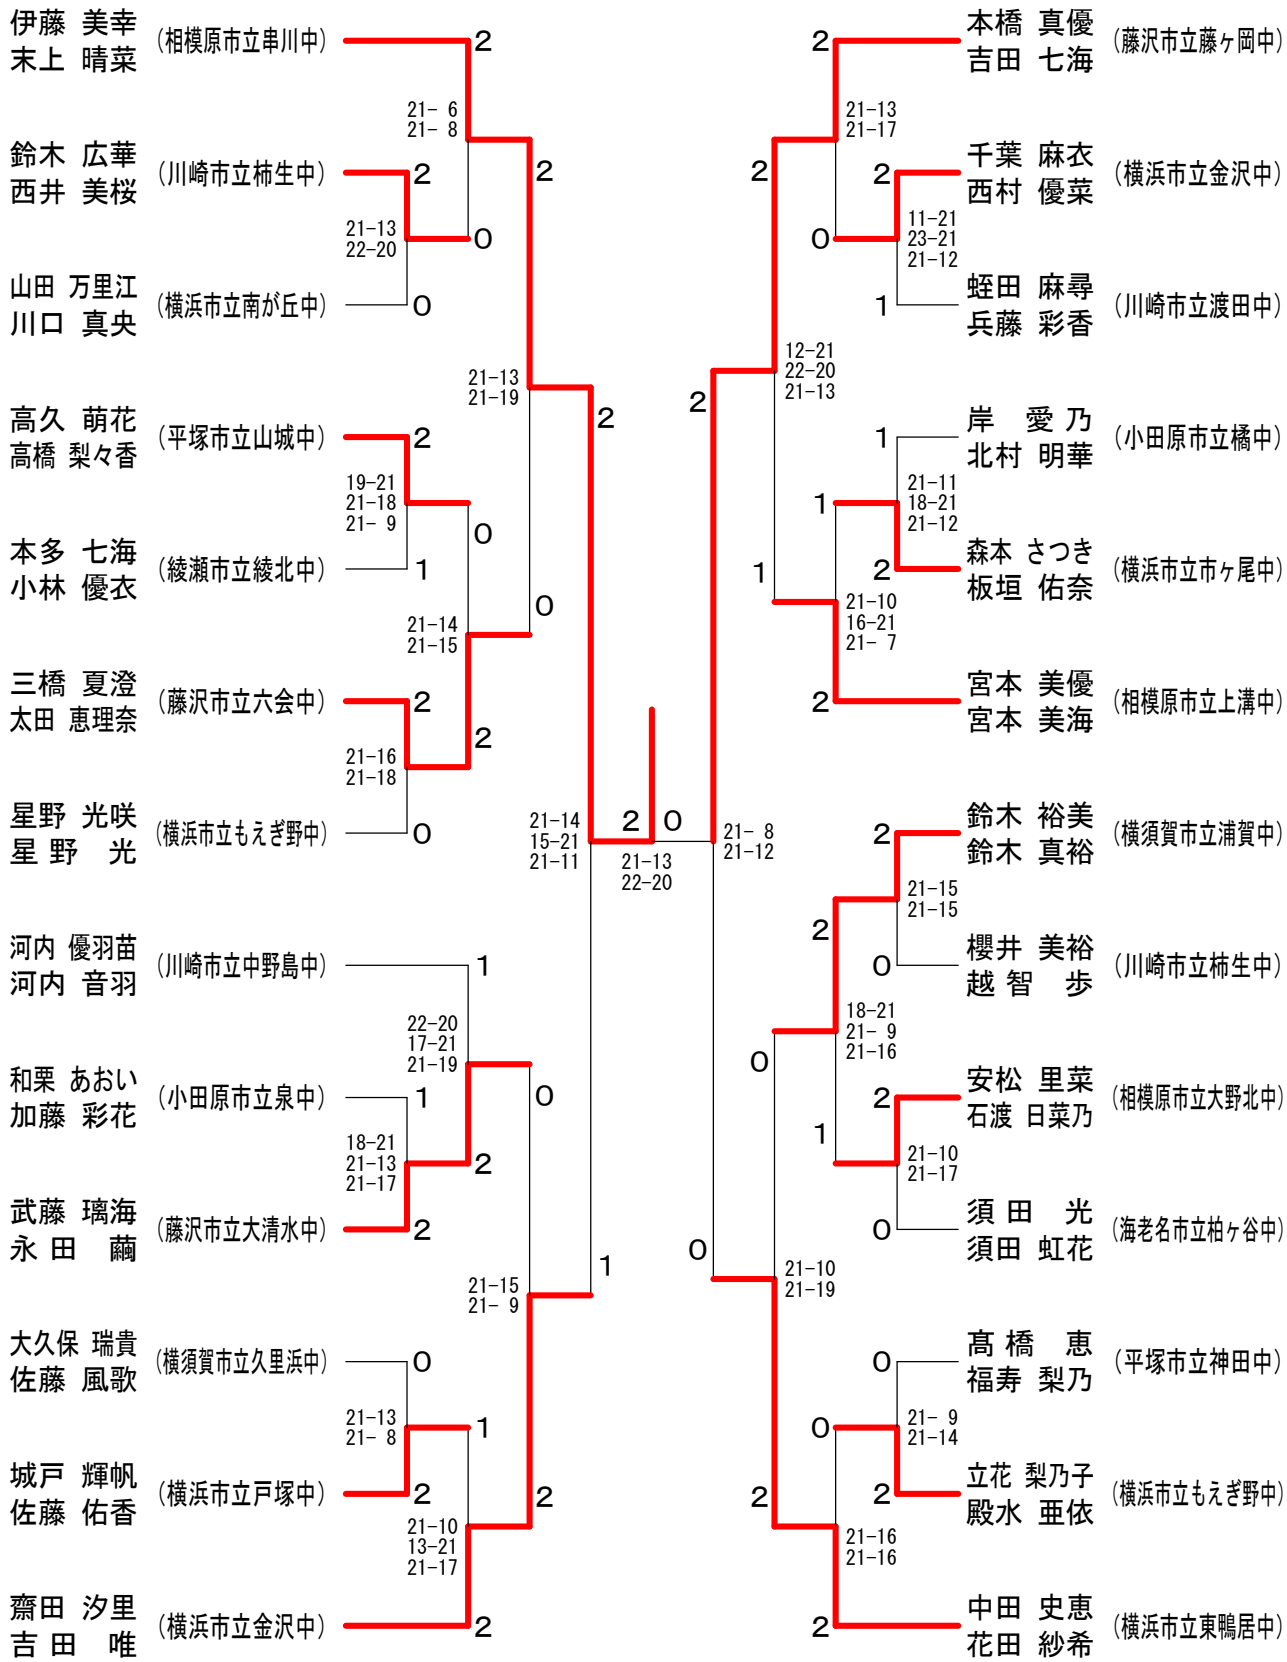 伊藤 美幸
末上 晴菜
(相模原市立串川中)
2
21- 6
21- 8
鈴木 広華
西井 美桜
(川崎市立柿生中)
2
2
21-13
22-20
0
山田 万里江
川口 真央
(横浜市立南が丘中)
0
21-13
21-19
2
高久 萌花
高橋 梨々香
(平塚市立山城中)
2
19-21
21-18
21- 9
0
本多 七海
小林 優衣
(綾瀬市立綾北中)
1
0
21-14
21-15
三橋 夏澄
太田 恵理奈
(藤沢市立六会中)
2
2
21-16
21-18
星野 光咲
星野 光
(横浜市立もえぎ野中)
0
21-14
15-21
21-11
2
0
21-13
22-20
河内 優羽苗
河内 音羽
(川崎市立中野島中)
1
22-20
17-21
21-19
和栗 あおい
加藤 彩花
(小田原市立泉中)
1
0
18-21
21-13
21-17
2
武藤 璃海
永田 繭
(藤沢市立大清水中)
2
1
21-15
21- 9
大久保 瑞貴
佐藤 風歌
(横須賀市立久里浜中)
0
21-13
21- 8
1
城戸 輝帆
佐藤 佑香
(横浜市立戸塚中)
2
2
21-10
13-21
21-17
齋田 汐里
吉田 唯
(横浜市立金沢中)
2
2
本橋 真優
吉田 七海
(藤沢市立藤ヶ岡中)
21-13
21-17
2
2
千葉 麻衣
西村 優菜
(横浜市立金沢中)
0
11-21
23-21
21-12
1
蛭田 麻尋
兵藤 彩香
(川崎市立渡田中)
12-21
22-20
21-13
2
1
岸 愛乃
北村 明華
(小田原市立橘中)
1
21-11
18-21
21-12
1
2
森本 さつき
板垣 佑奈
(横浜市立市ヶ尾中)
21-10
16-21
21- 7
2
宮本 美優
宮本 美海
(相模原市立上溝中)
21- 8
21-12
2
鈴木 裕美
鈴木 真裕
(横須賀市立浦賀中)
21-15
21-15
2
0
櫻井 美裕
越智 歩
(川崎市立柿生中)
18-21
21- 9
21-16
0
2
安松 里菜
石渡 日菜乃
(相模原市立大野北中)
1
21-10
21-17
0
須田 光
須田 虹花
(海老名市立柏ヶ谷中)
0
21-10
21-19
0
髙橋 恵
福寿 梨乃
(平塚市立神田中)
0
21- 9
21-14
2
2
立花 梨乃子
殿水 亜依
(横浜市立もえぎ野中)
21-16
21-16
2
中田 史恵
花田 紗希
(横浜市立東鴨居中)